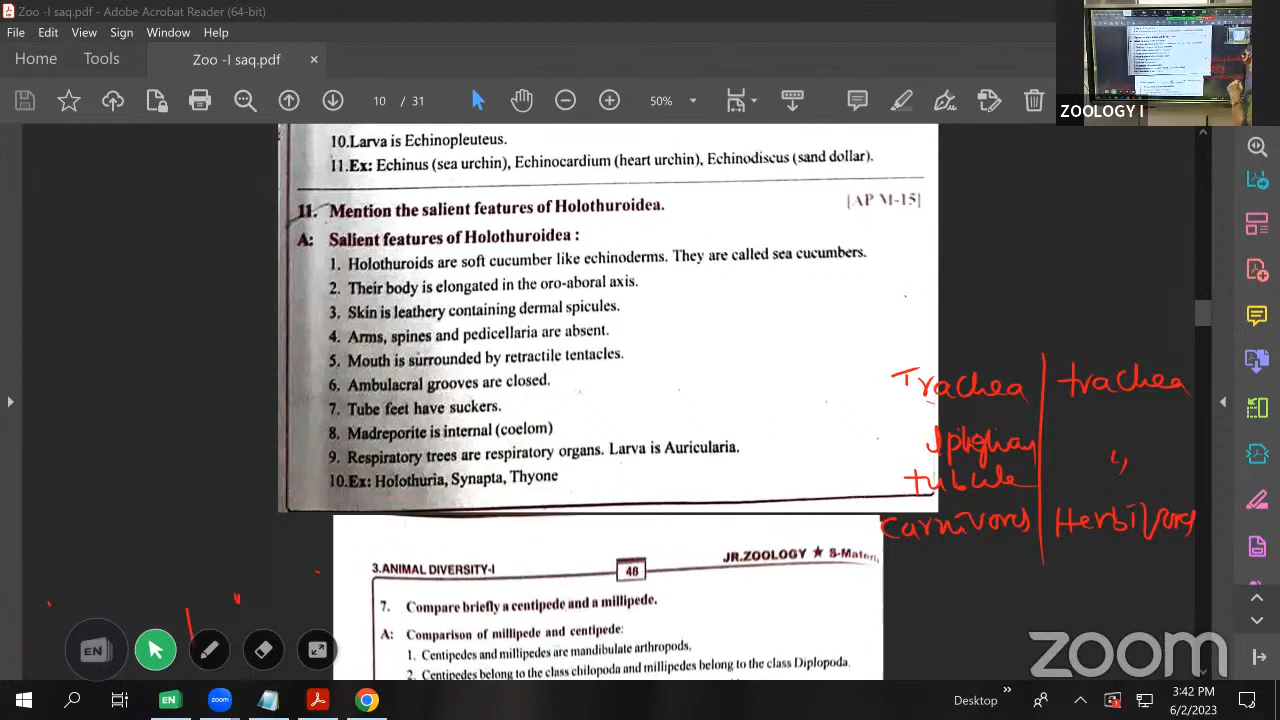 Zoo -I saq.pdf - Adobe Acrobat Reader (64-bit)
File Edit View Sign Window Help
Tools
Zoo -I saq.pdf ×
10 / 31
50%
ZOOLOGY I
10.Larva is Echinopleuteus.
11.Ex: Echinus (sea urchin), Echinocardium (heart urchin), Echinodiscus (sand dollar).
11. Mention the salient features of Holothuroidea.
[AP M-15]
A: Salient features of Holothuroidea :
1. Holothuroids are soft cucumber like echinoderms. They are called sea cucumbers.
2. Their body is elongated in the oro-aboral axis.
3. Skin is leathery containing dermal spicules.
4. Arms, spines and pedicellaria are absent.
5. Mouth is surrounded by retractile tentacles.
6. Ambulacral grooves are closed.
7. Tube feet have suckers.
8. Madreporite is internal (coelom)
9. Respiratory trees are respiratory organs. Larva is Auricularia.
10.Ex: Holothuria, Synapta, Thyone
Trachea trachea
tubule
Carnivores Herbivores
3.ANIMAL DIVERSITY-I
48
JR.ZOOLOGY ★ S-Materi
7. Compare briefly a centipede and a millipede.
A: Comparison of millipede and centipede:
1. Centipedes and millipedes are mandibulate arthropods.
2. Centipedes belong to the class chilopoda and millipedes belong to the class Diplopoda.
EN
zoom
EN
zoom
Desktop
3:42 PM
6/2/2023